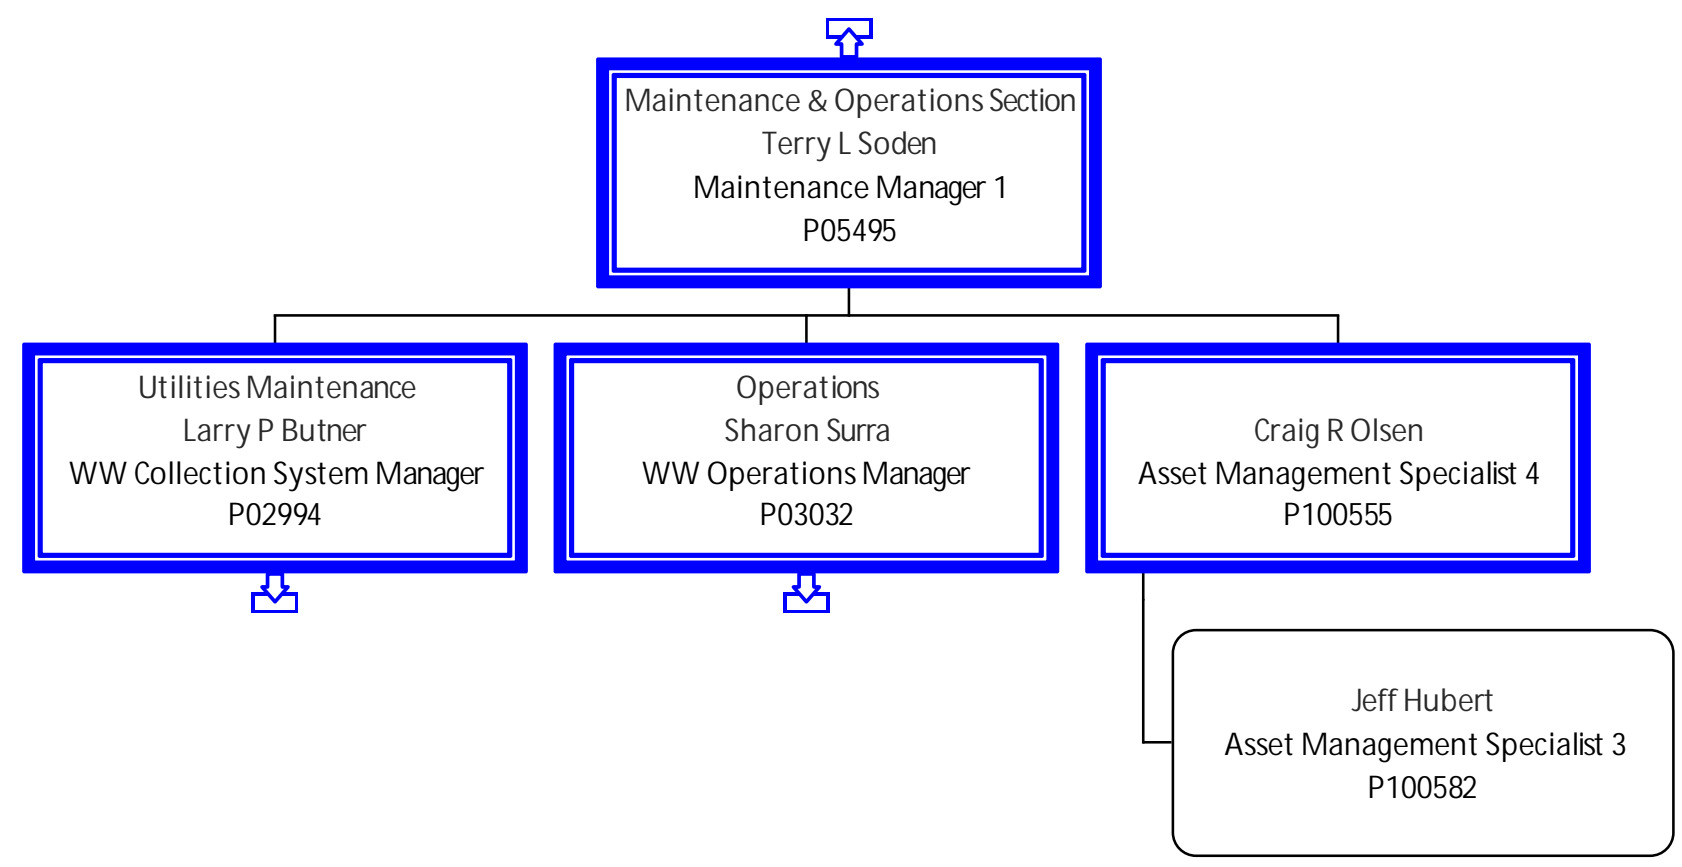 Maintenance & Operations Section
Terry L Soden
Maintenance Manager 1
P05495
Utilities Maintenance
Larry P Butner
WW Collection System Manager
P02994
Operations
Sharon Surra
WW Operations Manager
P03032
Craig R Olsen
Asset Management Specialist 4
P100555
Jeff Hubert
Asset Management Specialist 3
P100582